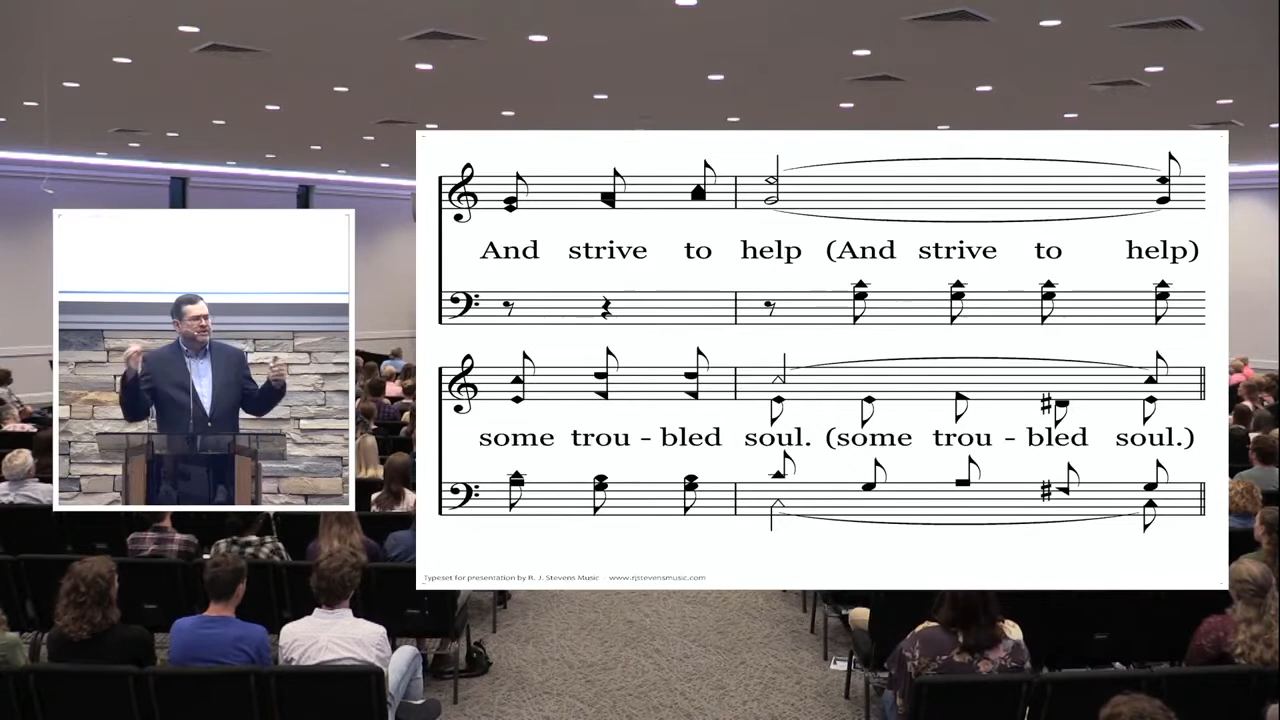 And strive to help (And strive to help)
some trou - bled soul. (some trou - bled soul.)
Typeset for presentation by R. J. Stevens Music www.rjstevensmusic.com